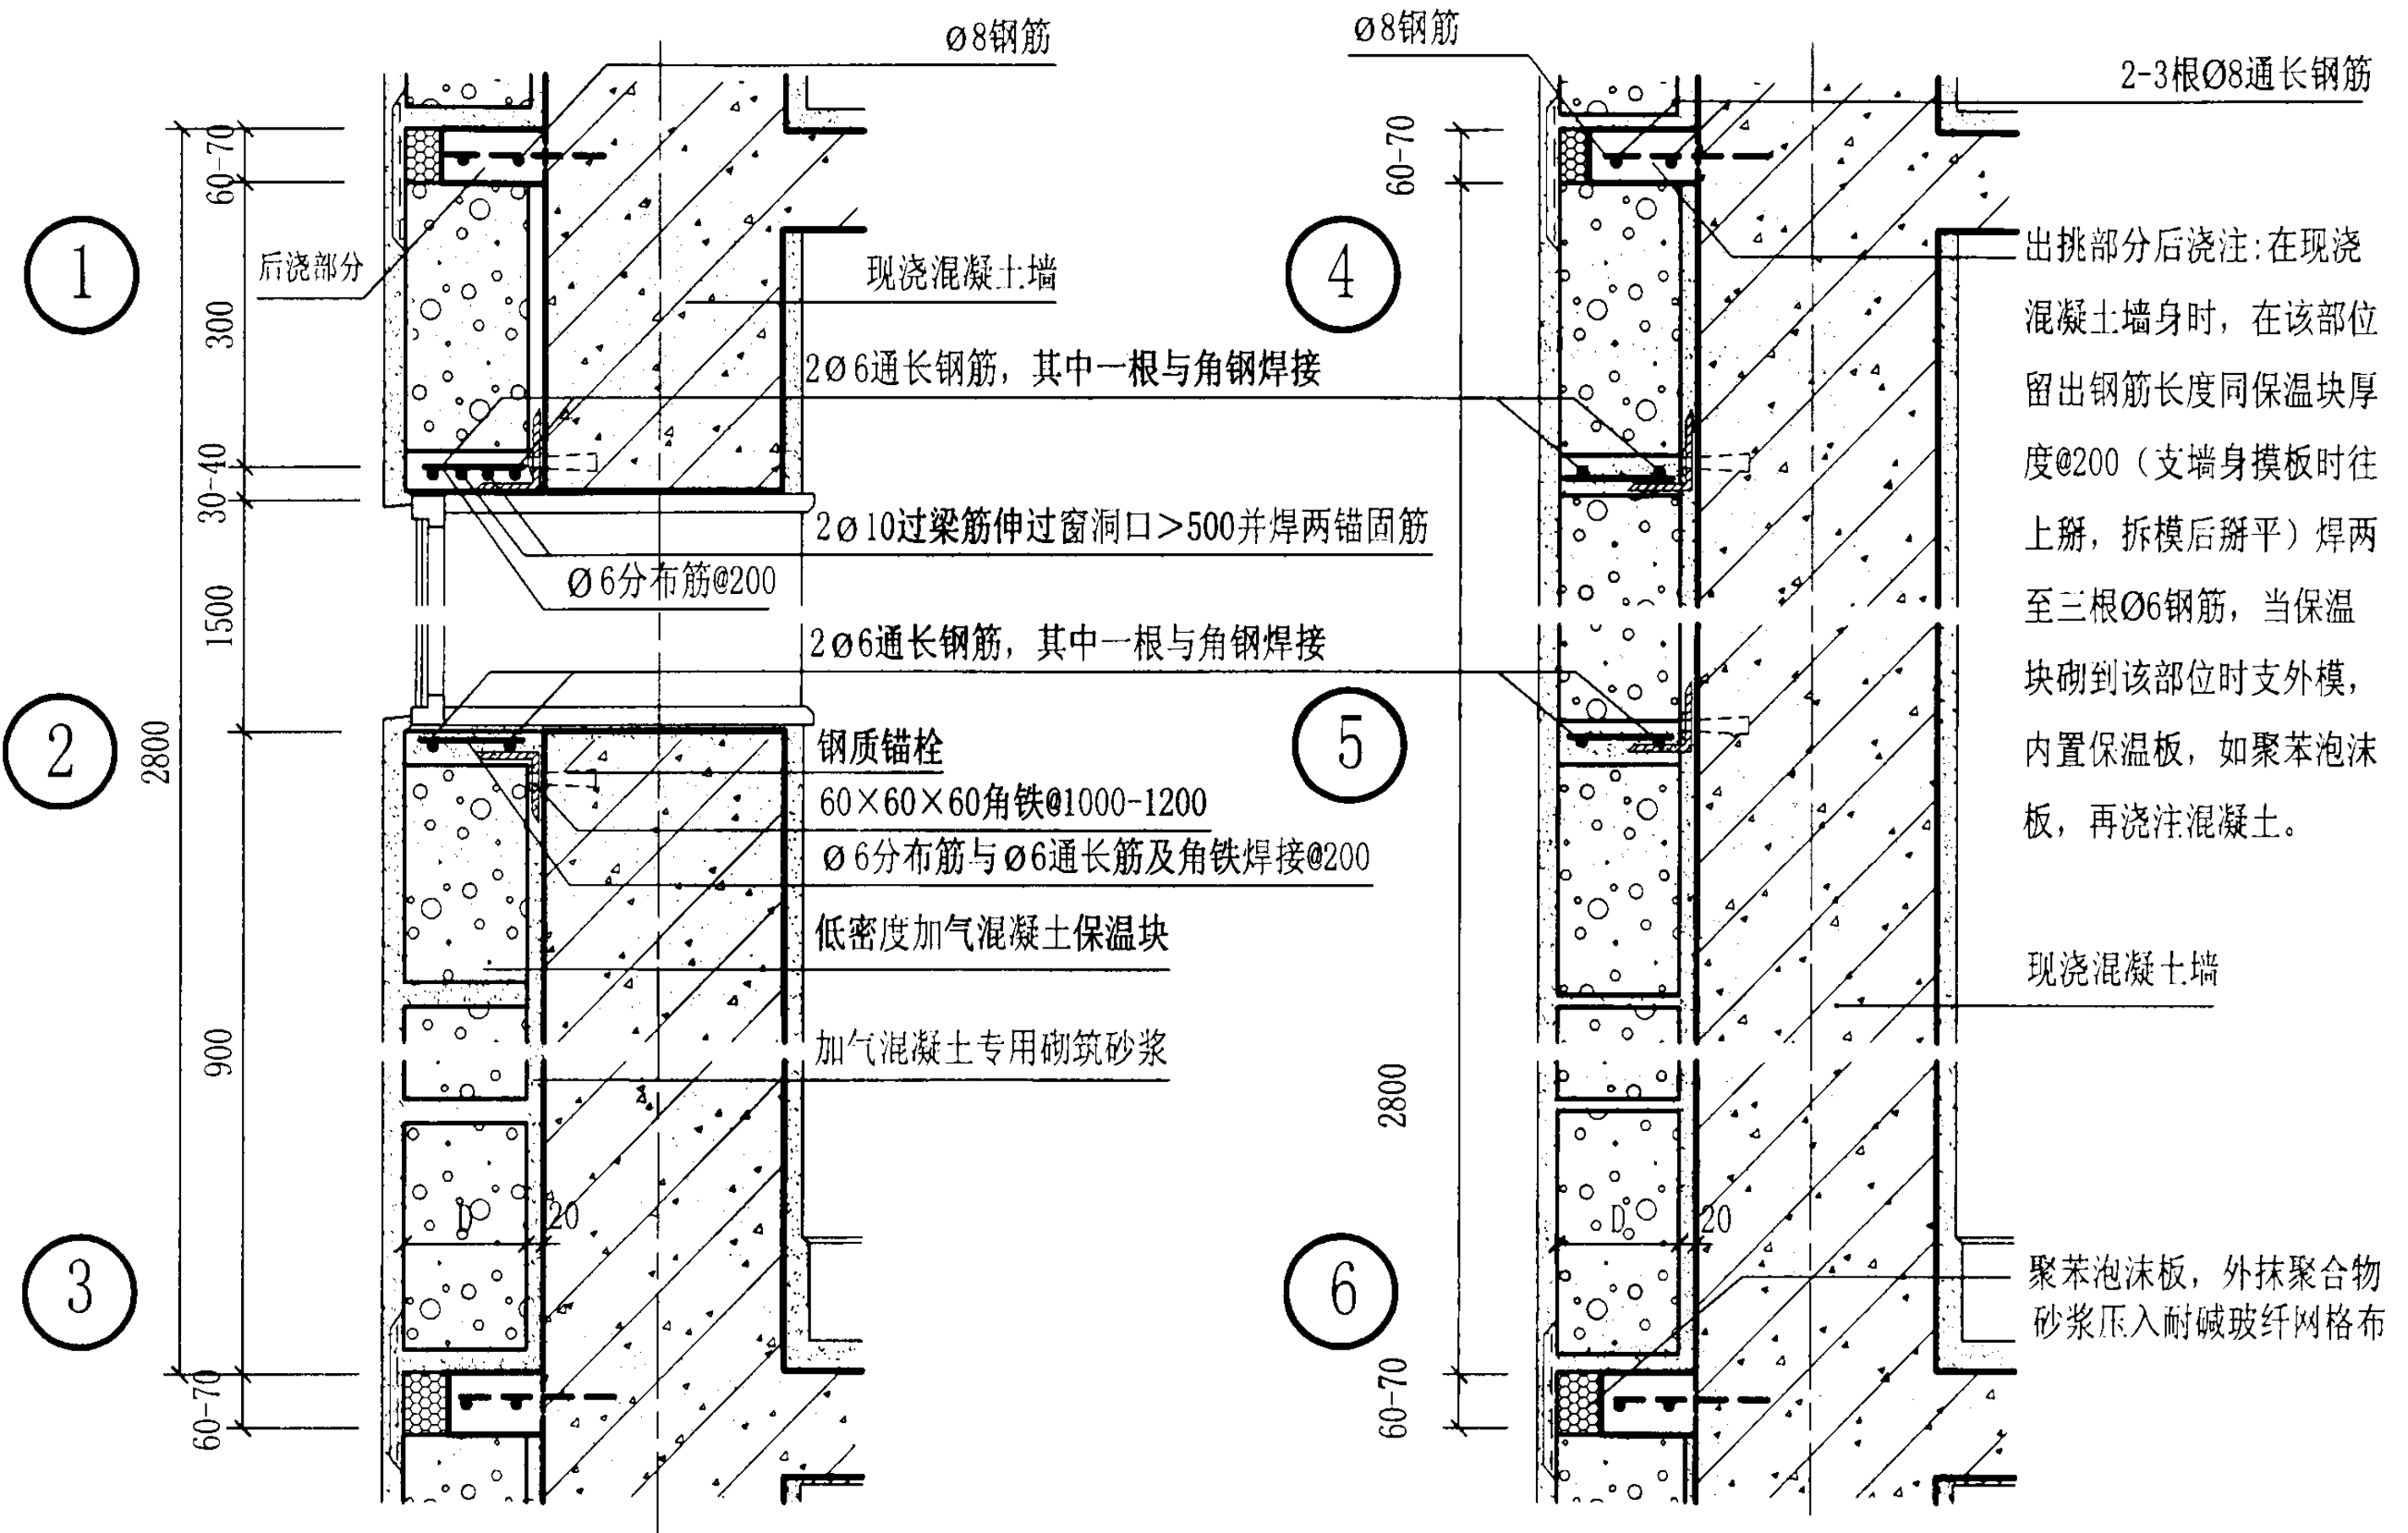 Ø8钢筋
Ø8钢筋
2-3根Ø8通长钢筋
60-70
60-70
1
后浇部分
现浇混凝土墙
4
出挑部分后浇注:在现浇
混凝土墙身时，在该部位
留出钢筋长度同保温块厚
度@200（支墙身摸板时往
上掰，拆模后掰平）焊两
至三根Ø6钢筋，当保温
块砌到该部位时支外模，
内置保温板，如聚苯泡沫
板，再浇注混凝土。
300
2Ø6通长钢筋，其中一根与角钢焊接
30-40
2Ø10过梁筋伸过窗洞口>500并焊两锚固筋
Ø6分布筋@200
1500
2Ø6通长钢筋，其中一根与角钢焊接
2
2800
5
钢质锚栓
60×60×60角铁@1000-1200
Ø6分布筋与Ø6通长筋及角铁焊接@200
低密度加气混凝土保温块
现浇混凝土墙
900
加气混凝土专用砌筑砂浆
2800
D
20
D
20
3
6
聚苯泡沫板，外抹聚合物
砂浆压入耐碱玻纤网格布
60-70
60-70